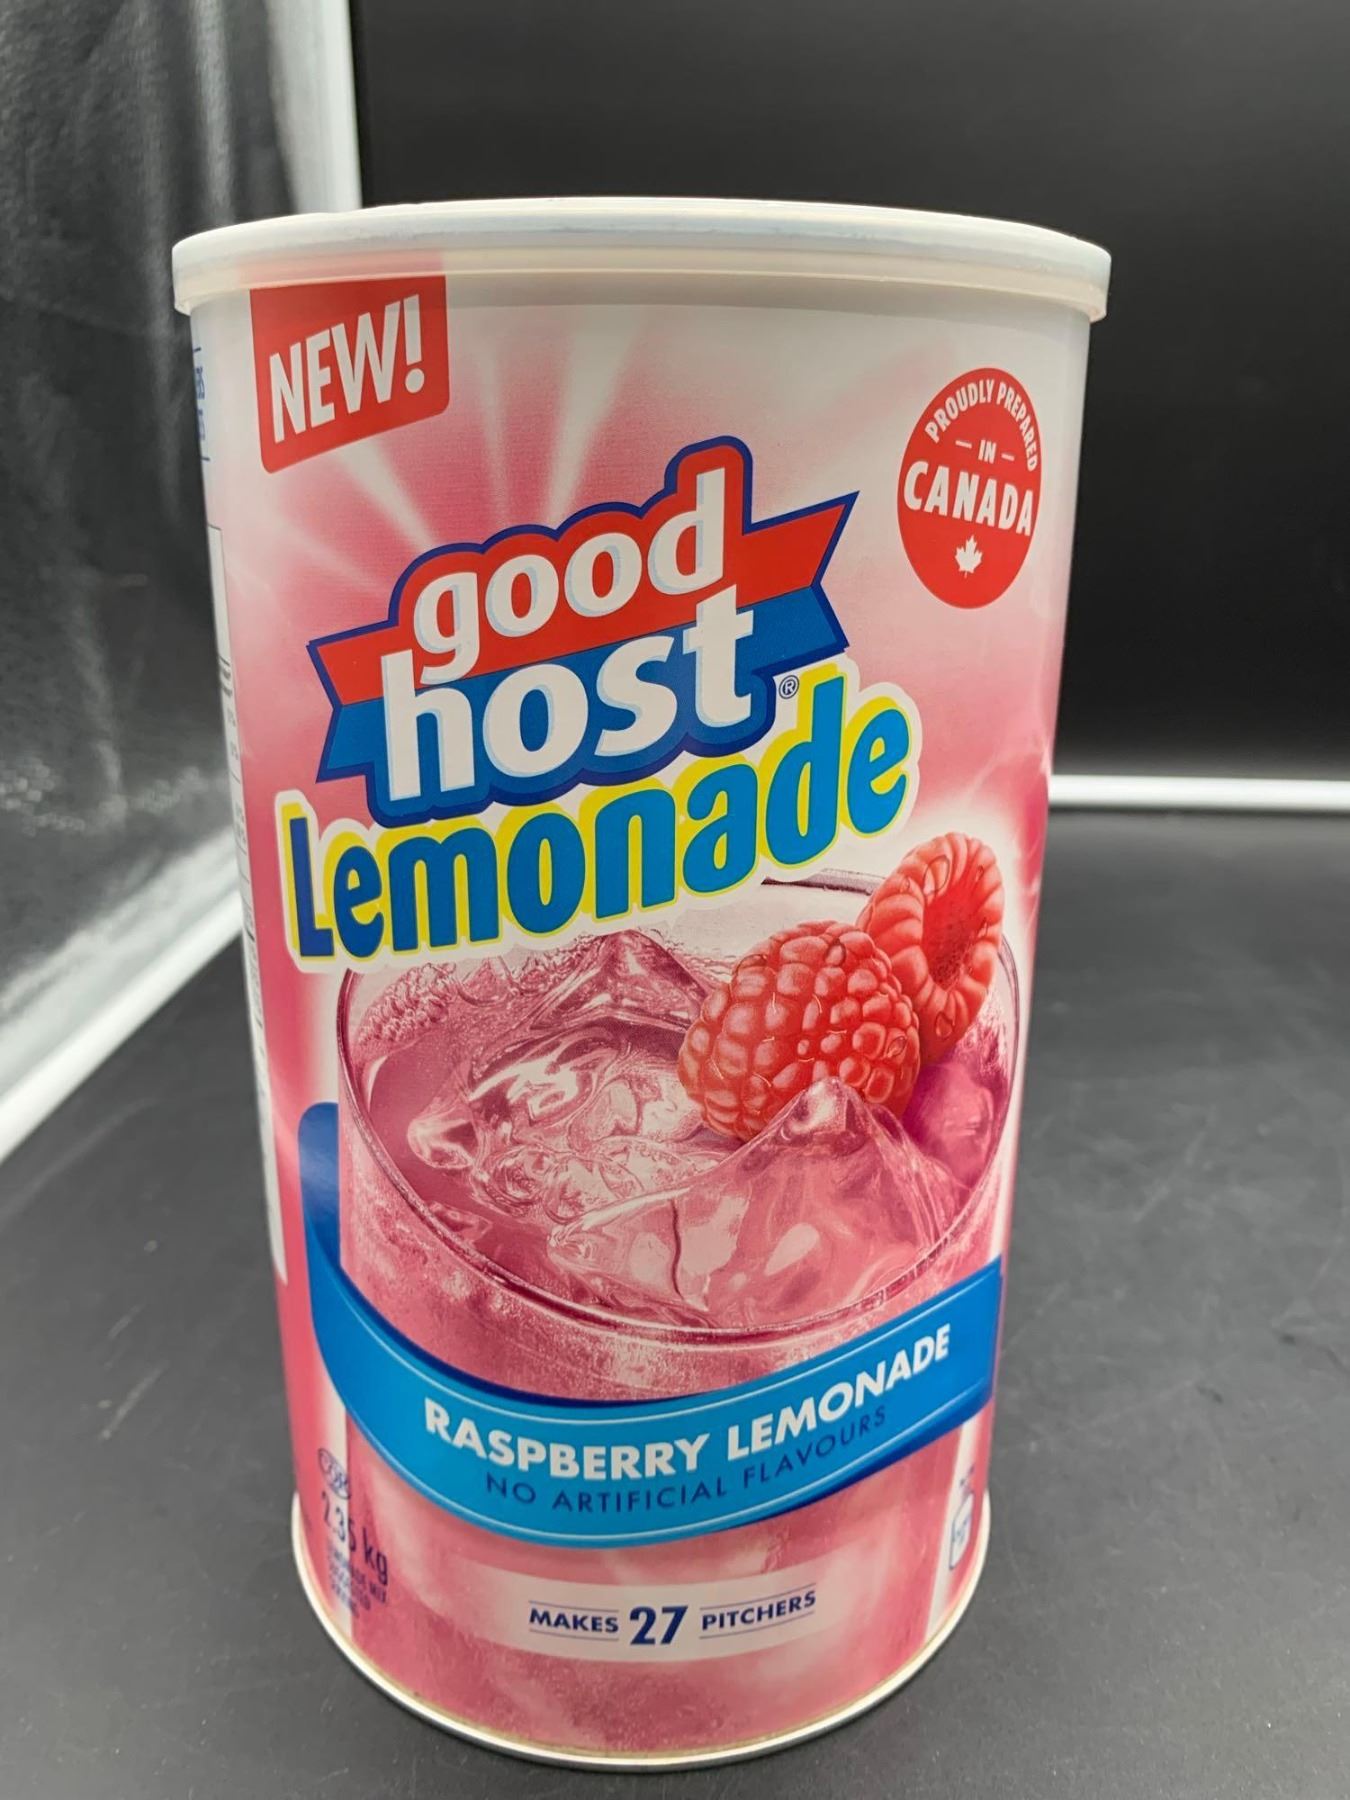 NEW!
PROUDLY PREPARED
IN
CANADA
good
host®
Lemonade
RASPBERRY LEMONADE
NO ARTIFICIAL FLAVOURS
2.35 kg
MAKES 27 PITCHERS